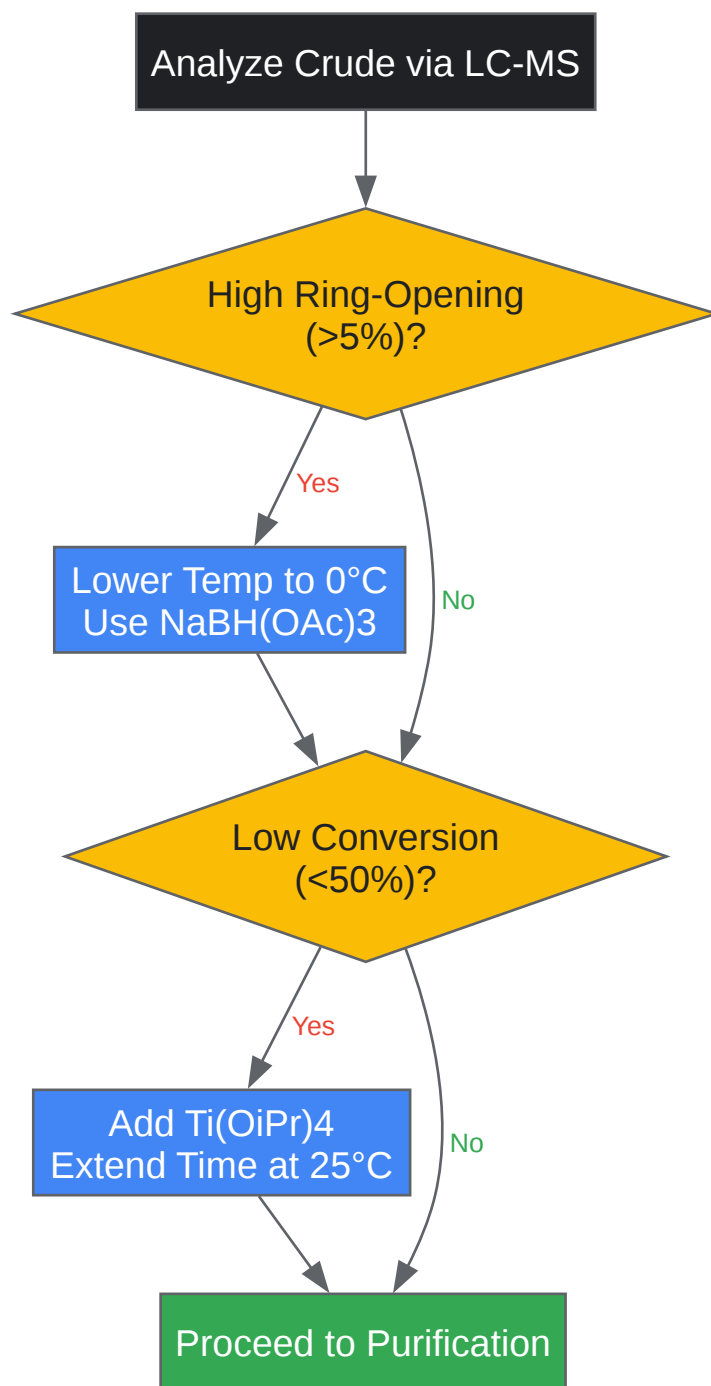 Analyze Crude via LC-MS
High Ring-Opening
(>5%)?
Yes
Lower Temp to 0°C
Use NaBH(OAc)3
No
Low Conversion
(<50%)?
Yes
Add Ti(OiPr)4
Extend Time at 25°C
No
Proceed to Purification